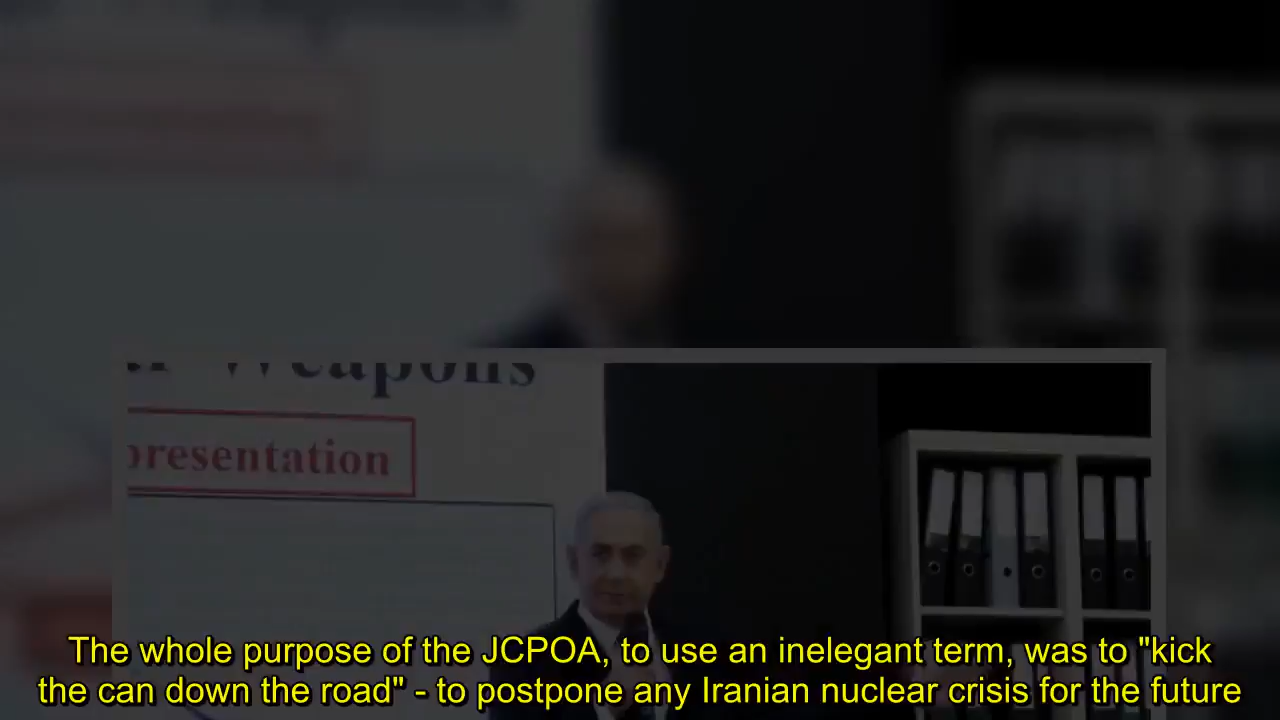 Weapons
presentation
The whole purpose of the JCPOA, to use an inelegant term, was to "kick
the can down the road" - to postpone any Iranian nuclear crisis for the future